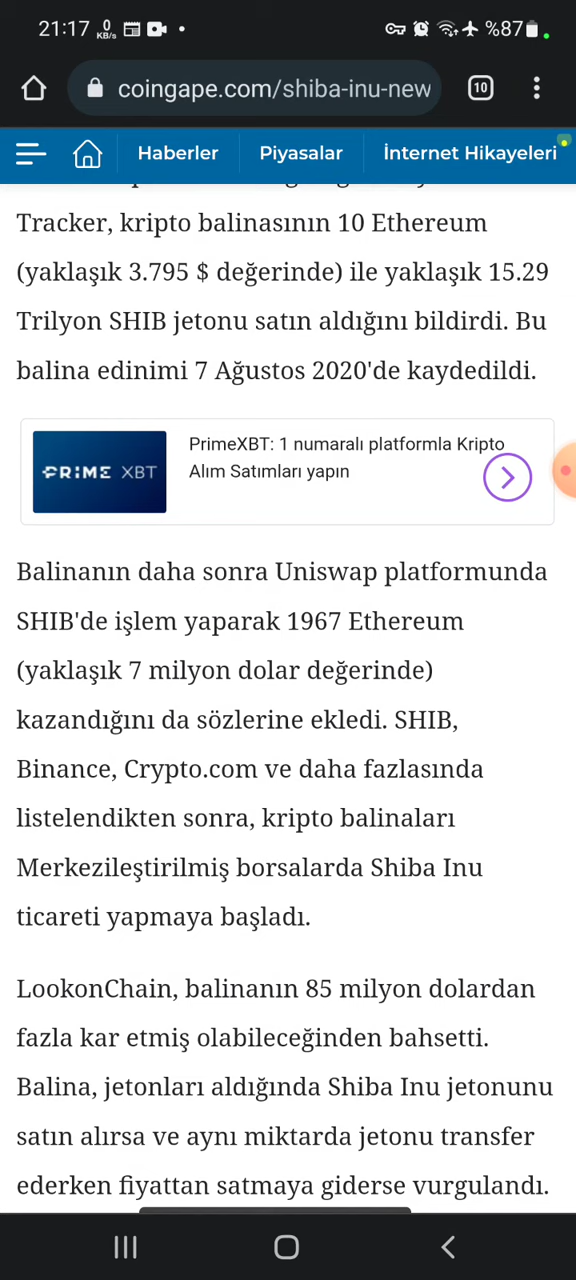 21:17 0 KB/s %87
coingape.com/shiba-inu-new 10
Haberler Piyasalar İnternet Hikayeleri
Tracker, kripto balinasının 10 Ethereum
(yaklaşık 3.795 $ değerinde) ile yaklaşık 15.29
Trilyon SHIB jetonu satın aldığını bildirdi. Bu
balina edinimi 7 Ağustos 2020'de kaydedildi.
PrimeXBT: 1 numaralı platformla Kripto
PRIME XBT
Alım Satımları yapın
Balinanın daha sonra Uniswap platformunda
SHIB'de işlem yaparak 1967 Ethereum
(yaklaşık 7 milyon dolar değerinde)
kazandığını da sözlerine ekledi. SHIB,
Binance, Crypto.com ve daha fazlasında
listelendikten sonra, kripto balinaları
Merkezileştirilmiş borsalarda Shiba Inu
ticareti yapmaya başladı.
LookonChain, balinanın 85 milyon dolardan
fazla kar etmiş olabileceğinden bahsetti.
Balina, jetonları aldığında Shiba Inu jetonunu
satın alırsa ve aynı miktarda jetonu transfer
ederken fiyattan satmaya giderse vurgulandı.